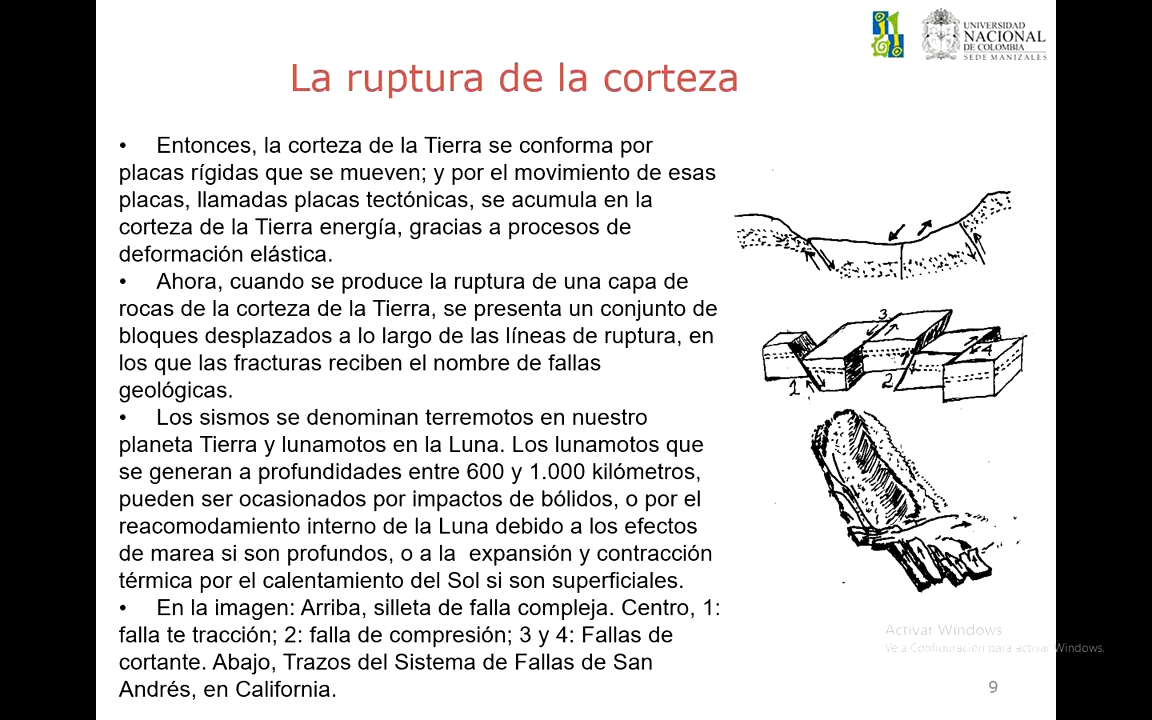 UNIVERSIDAD
NACIONAL
DE COLOMBIA
SEDE MANIZALES
La ruptura de la corteza
• Entonces, la corteza de la Tierra se conforma por
placas rígidas que se mueven; y por el movimiento de esas
placas, llamadas placas tectónicas, se acumula en la
corteza de la Tierra energía, gracias a procesos de
deformación elástica.
• Ahora, cuando se produce la ruptura de una capa de
rocas de la corteza de la Tierra, se presenta un conjunto de
bloques desplazados a lo largo de las líneas de ruptura, en
los que las fracturas reciben el nombre de fallas
geológicas.
• Los sismos se denominan terremotos en nuestro
planeta Tierra y lunamotos en la Luna. Los lunamotos que
se generan a profundidades entre 600 y 1.000 kilómetros,
pueden ser ocasionados por impactos de bólidos, o por el
reacomodamiento interno de la Luna debido a los efectos
de marea si son profundos, o a la expansión y contracción
térmica por el calentamiento del Sol si son superficiales.
• En la imagen: Arriba, silleta de falla compleja. Centro, 1:
falla te tracción; 2: falla de compresión; 3 y 4: Fallas de
cortante. Abajo, Trazos del Sistema de Fallas de San
Andrés, en California.
3
4
1
2
Activar Windows
Ve a Configuración para activar Windows.
9